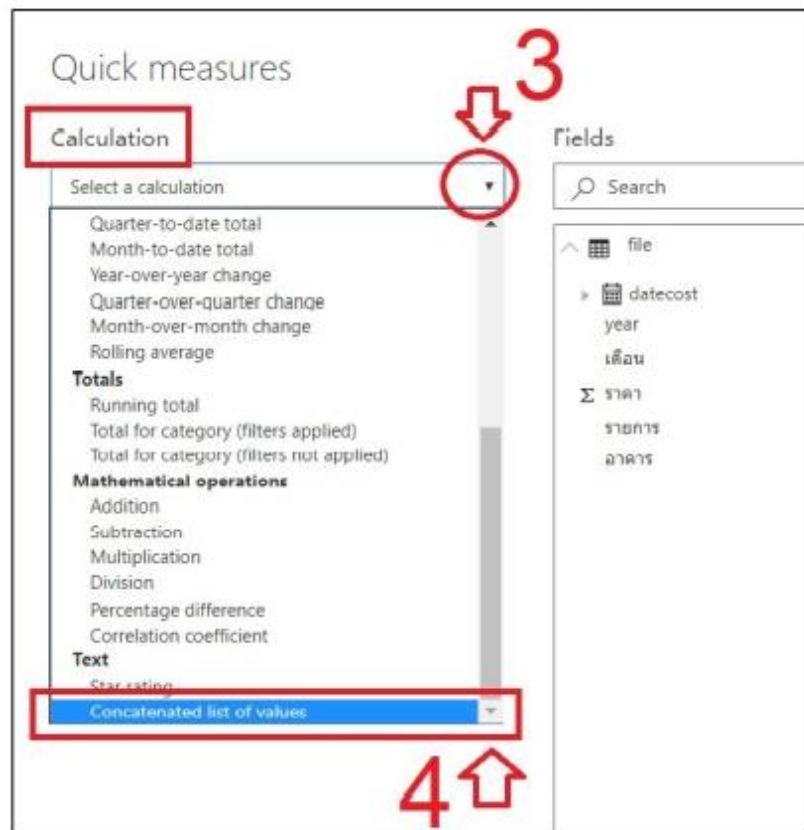 Quick measures
3
Calculation
Select a calculation
Quarter-to-date total
Month-to-date total
Year-over-year change
Quarter-over-quarter change
Month-over-month change
Rolling average
Totals
Running total
Total for category (filters applied)
Total for category (filters not applied)
Mathematical operations
Addition
Subtraction
Multiplication
Division
Percentage difference
Correlation coefficient
Text
Star rating
Concatenated list of values
4
Fields
Search
file
datecost
year
เดือน
Σ ราคา
รายการ
อาคาร